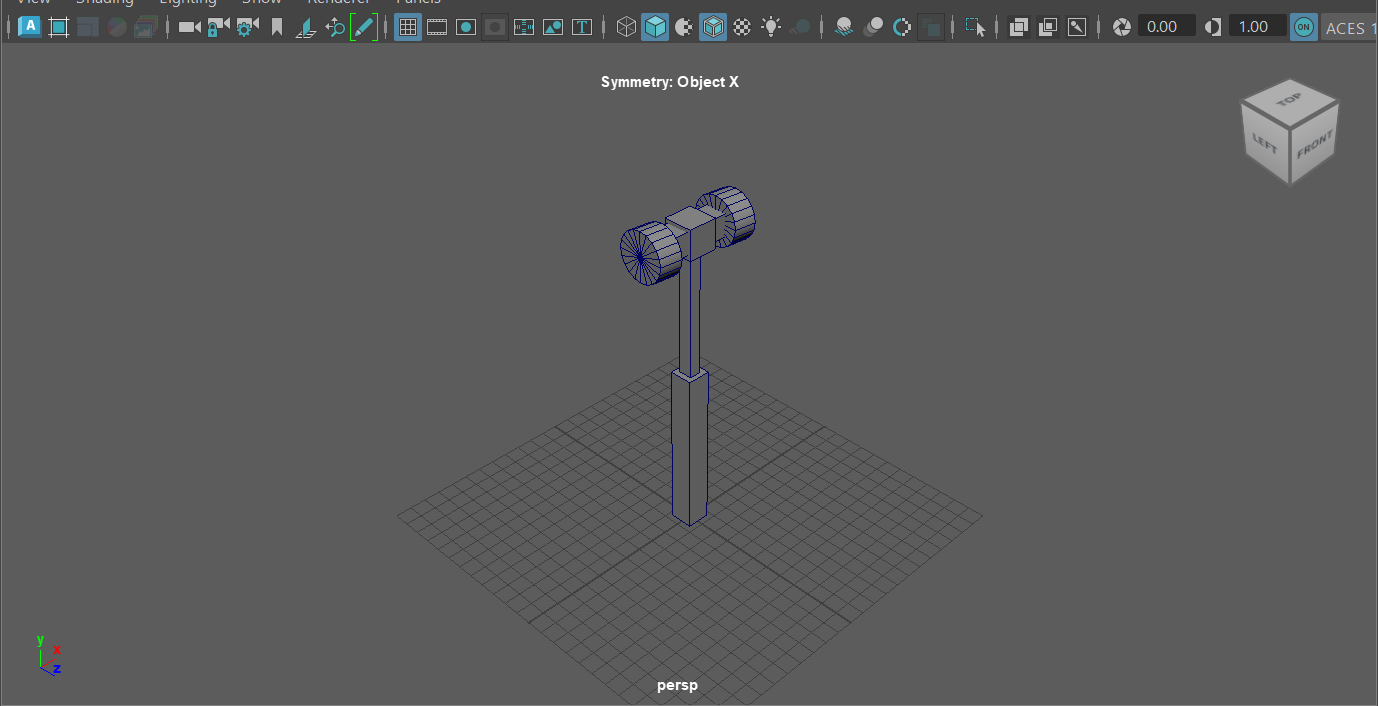 View Shading Lighting Show Renderer Panels
A T 0.00 1.00 ON ACES 1
Symmetry: Object X
TOP
LEFT FRONT
y
x
z
persp